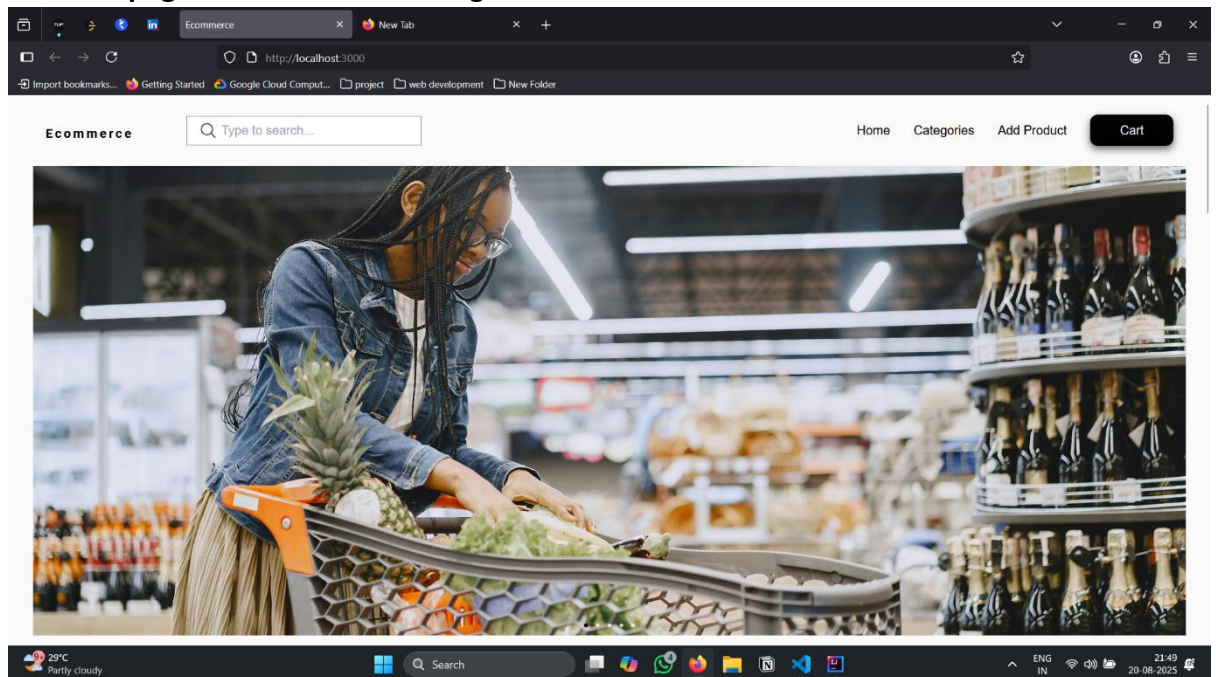 Ecommerce
New Tab
http://localhost:3000
Import bookmarks...
Getting Started
Google Cloud Comput...
project
web development
New Folder
Ecommerce
Type to search...
Home
Categories
Add Product
Cart
29°C
Partly cloudy
Search
ENG
IN
21:49
20-08-2025